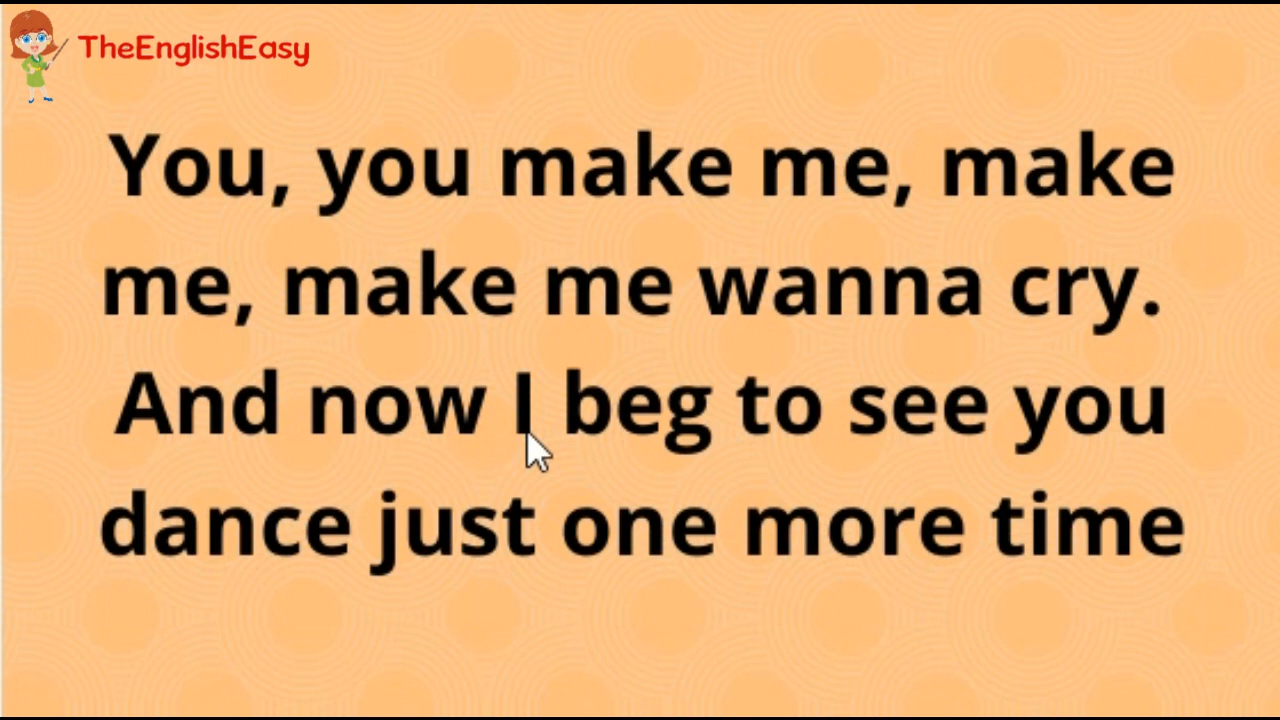 TheEnglishEasy
You, you make me, make
me, make me wanna cry.
And now I beg to see you
dance just one more time